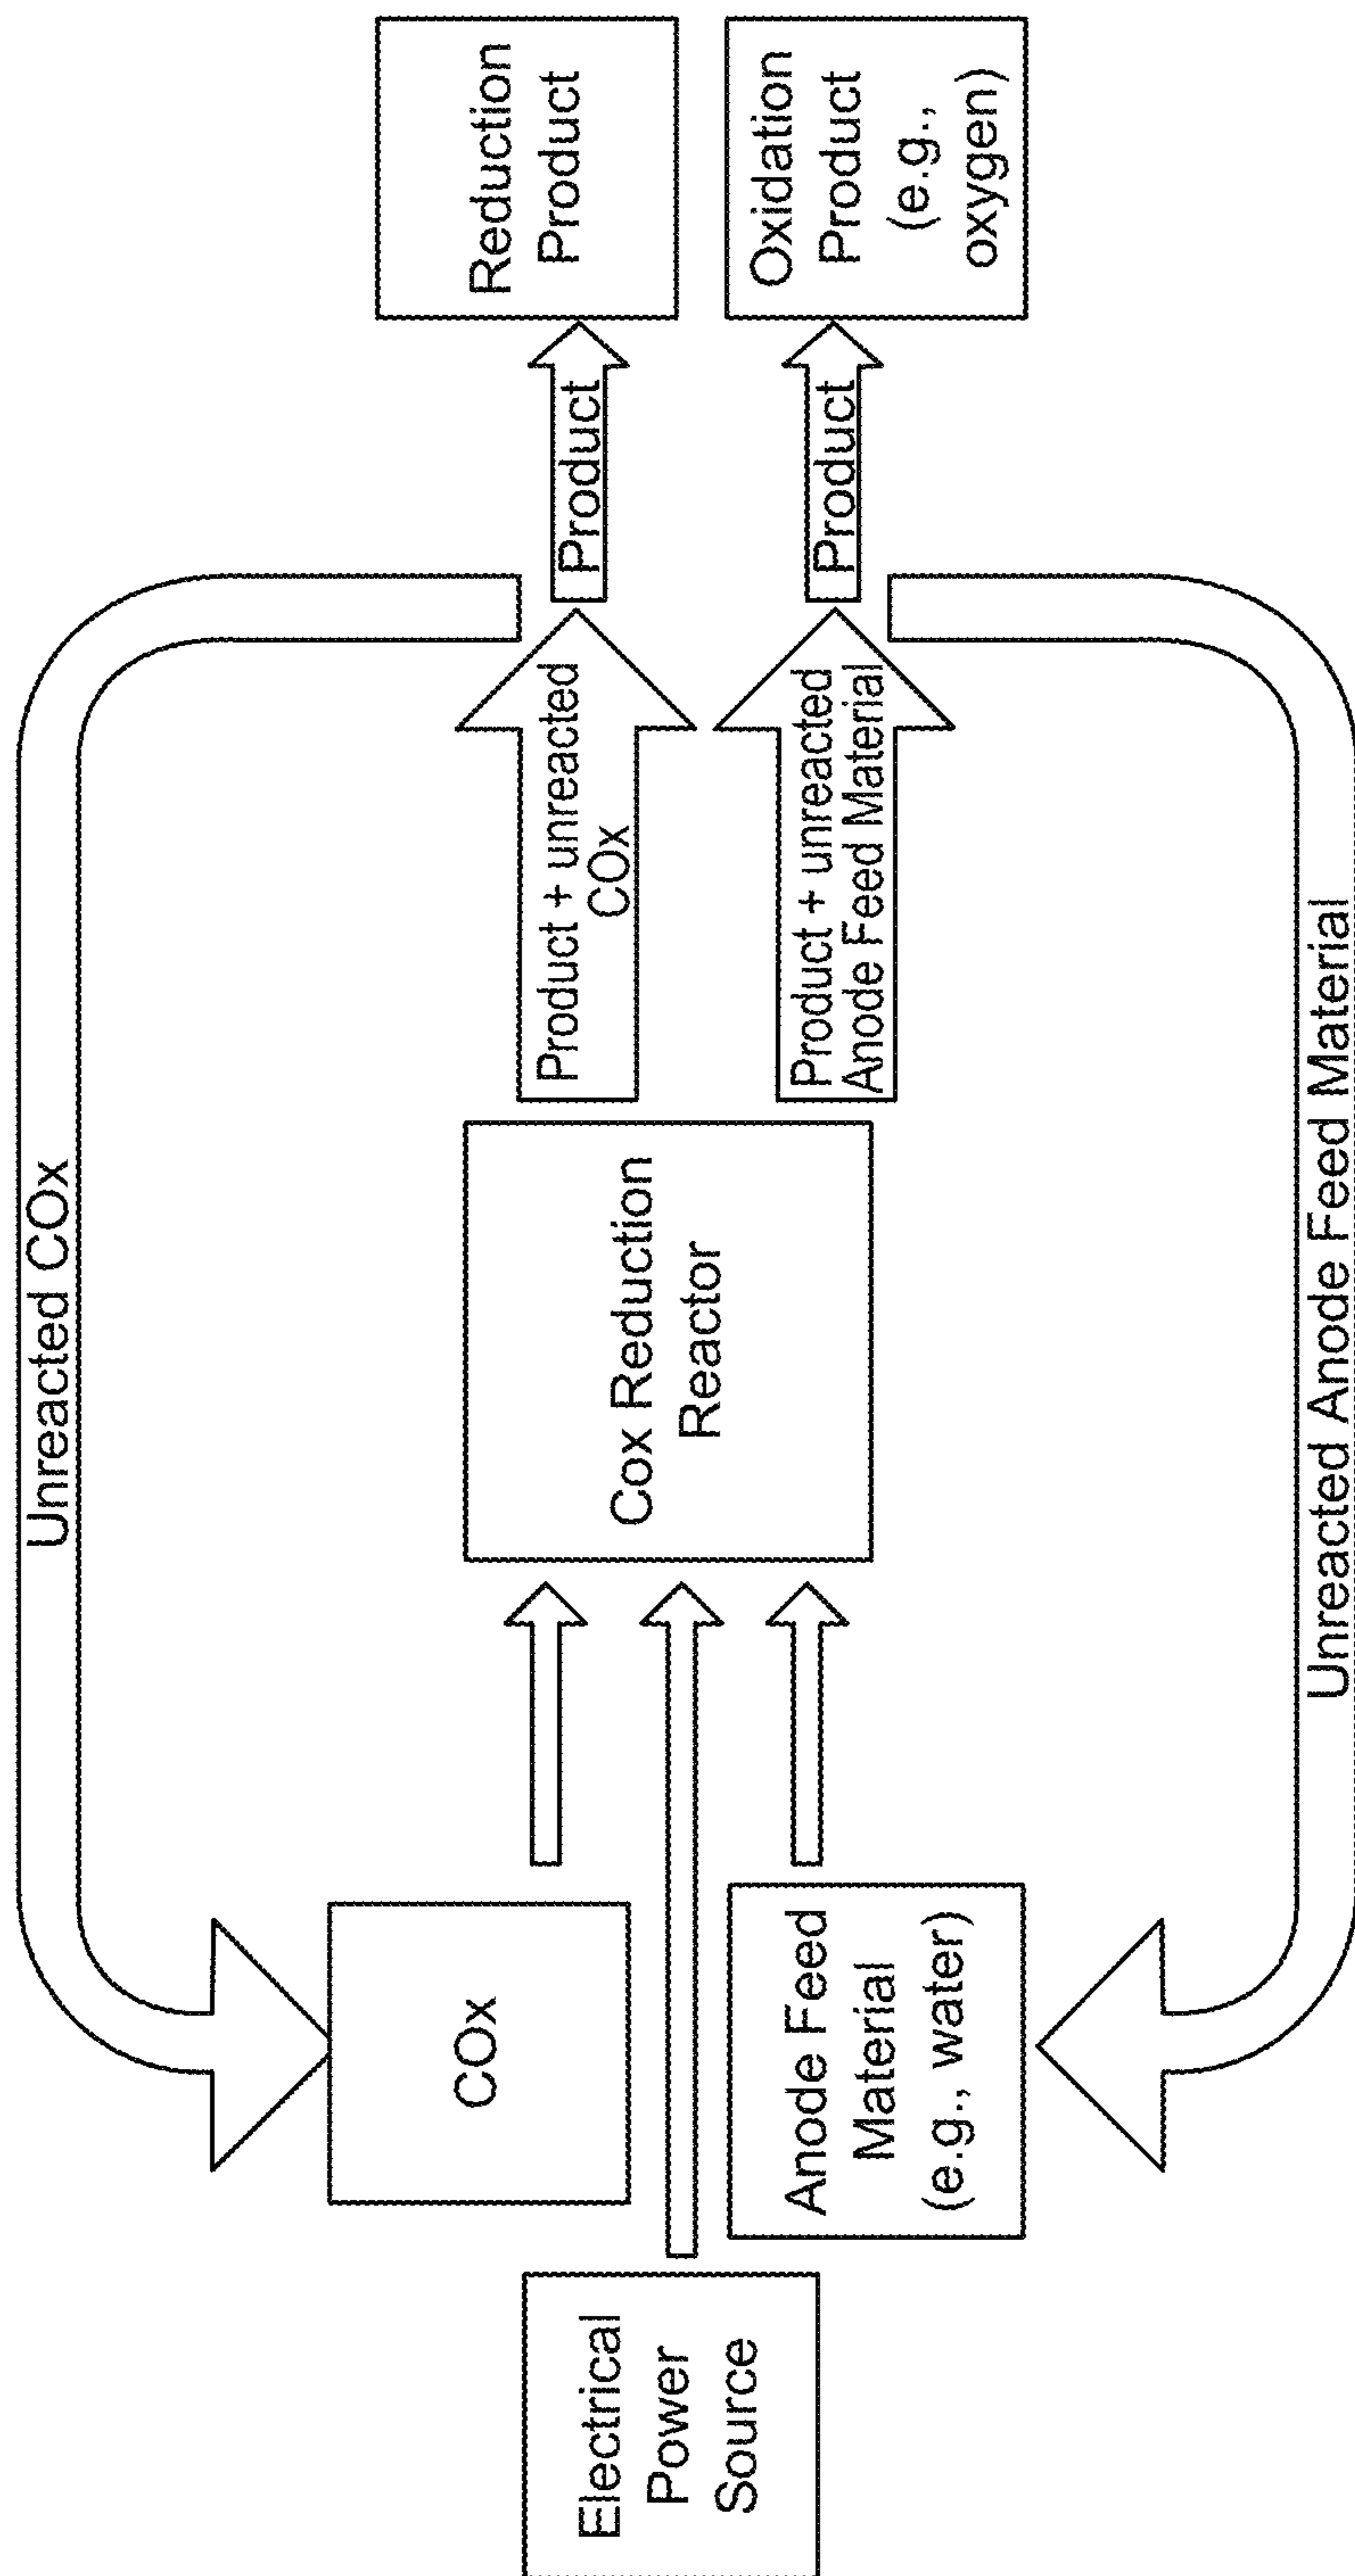 Unreacted COx
Electrical
Power
Source
COx
Anode Feed
Material
(e.g., water)
Cox Reduction
Reactor
Product + unreacted
COx
Product + unreacted
Anode Feed Material
Product
Product
Reduction
Product
Oxidation
Product
(e.g.,
oxygen)
Unreacted Anode Feed Material